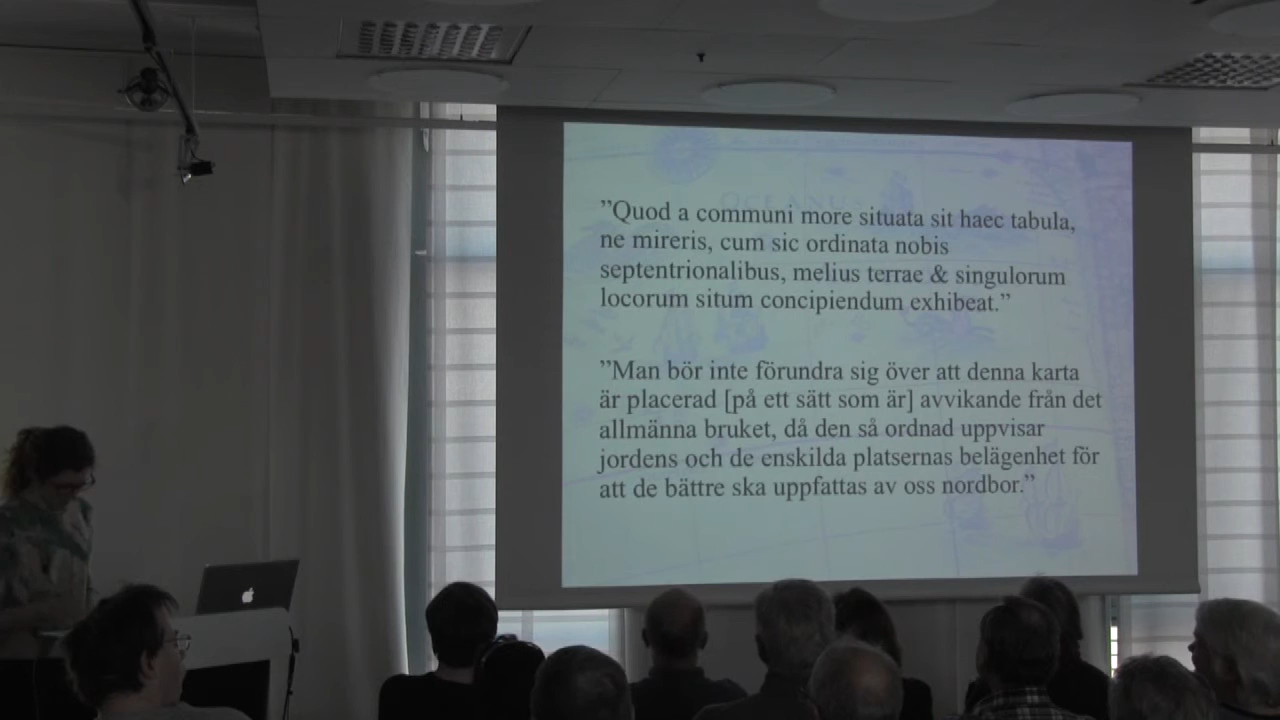 OCEANUS
”Quod a communi more situata sit haec tabula,
ne mireris, cum sic ordinata nobis
septentrionalibus, melius terrae & singulorum
locorum situm concipiendum exhibeat.”
”Man bör inte förundra sig över att denna karta
är placerad [på ett sätt som är] avvikande från det
allmänna bruket, då den så ordnad uppvisar
jordens och de enskilda platsernas belägenhet för
att de bättre ska uppfattas av oss nordbor.”